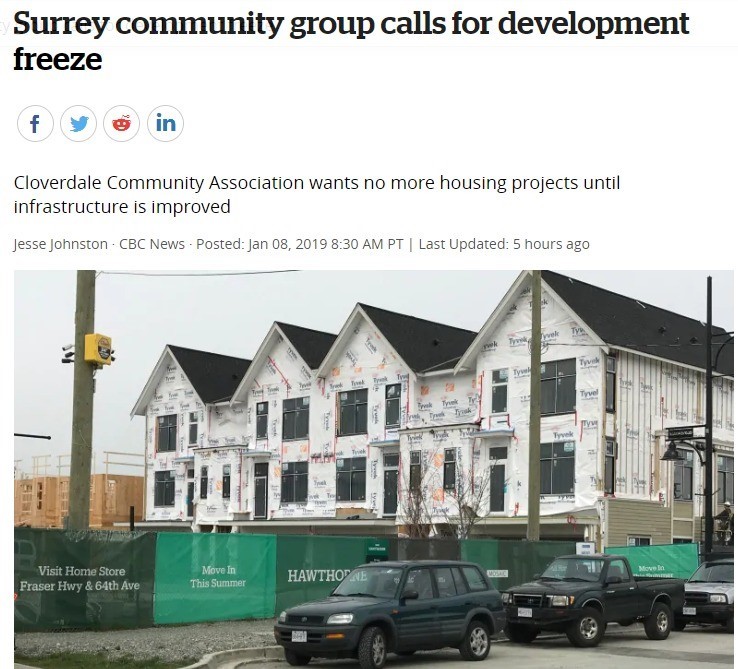 Surrey community group calls for development
freeze
f
in
Cloverdale Community Association wants no more housing projects until
infrastructure is improved
Jesse Johnston · CBC News · Posted: Jan 08, 2019 8:30 AM PT | Last Updated: 5 hours ago
Tyvek
Visit Home Store
Fraser Hwy & 64th Ave
Move In
This Summer
HAWTHORNE
Move In
This Summer